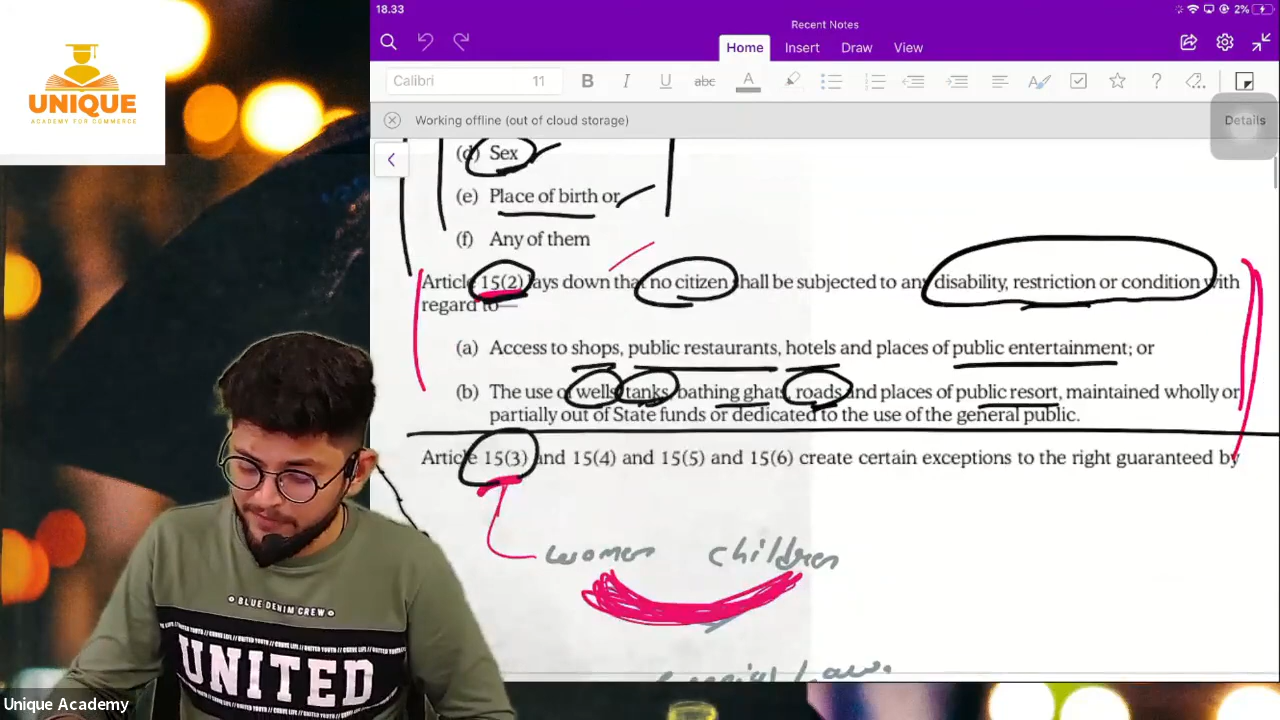 18.33
2%
Recent Notes
UNIQUE
ACADEMY FOR COMMERCE
Home Insert Draw View
Calibri 11 B I U abc A
Working offline (out of cloud storage) Details
(d) Sex
(e) Place of birth or
(f) Any of them
Article 15(2) lays down that no citizen shall be subjected to any disability, restriction or condition with
regard to—
(a) Access to shops, public restaurants, hotels and places of public entertainment; or
(b) The use of wells, tanks, bathing ghats, roads and places of public resort, maintained wholly or
partially out of State funds or dedicated to the use of the general public.
Article 15(3) and 15(4) and 15(5) and 15(6) create certain exceptions to the right guaranteed by
women children
Law.
BLUE DENIM CREW
UNITED
Unique Academy